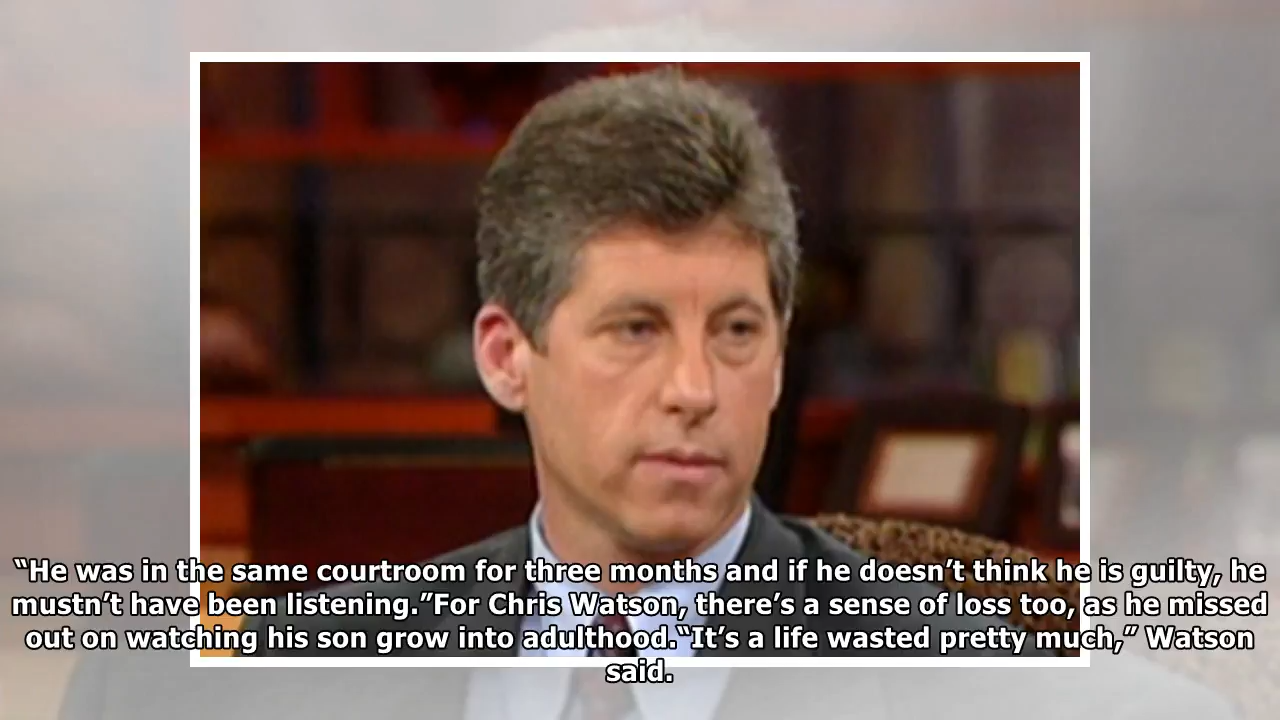 “He was in the same courtroom for three months and if he doesn’t think he is guilty, he
mustn’t have been listening.”For Chris Watson, there’s a sense of loss too, as he missed
out on watching his son grow into adulthood.“It’s a life wasted pretty much,” Watson
said.